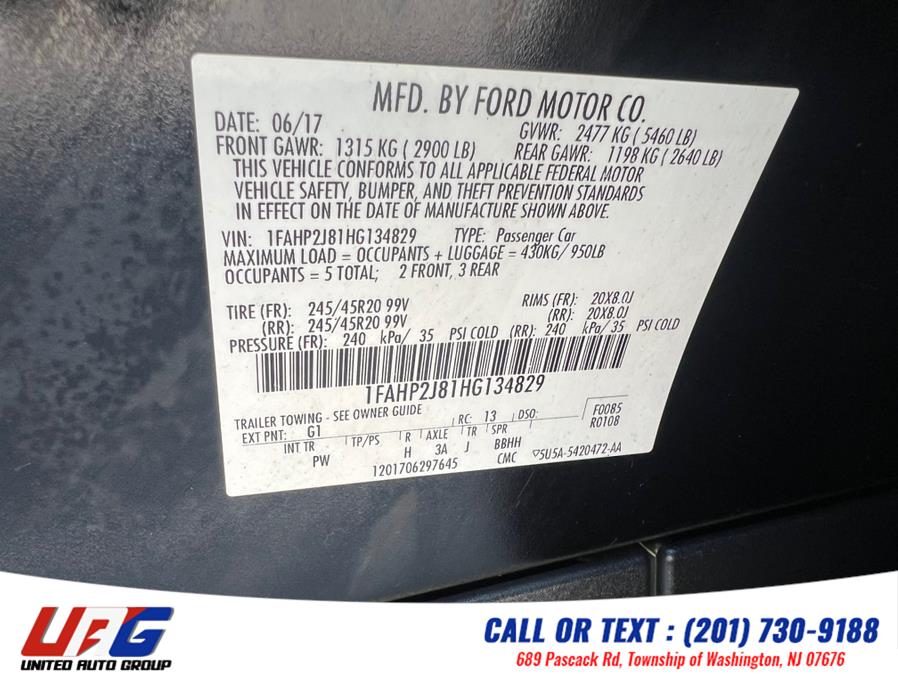 MFD. BY FORD MOTOR CO.
DATE: 06/17 GVWR: 2477 KG ( 5460 LB)
FRONT GAWR: 1315 KG ( 2900 LB) REAR GAWR: 1198 KG ( 2640 LB)
THIS VEHICLE CONFORMS TO ALL APPLICABLE FEDERAL MOTOR
VEHICLE SAFETY, BUMPER, AND THEFT PREVENTION STANDARDS
IN EFFECT ON THE DATE OF MANUFACTURE SHOWN ABOVE.
VIN: 1FAHP2J81HG134829 TYPE: Passenger Car
MAXIMUM LOAD = OCCUPANTS + LUGGAGE = 430KG/ 950LB
OCCUPANTS = 5 TOTAL; 2 FRONT, 3 REAR
TIRE (FR): 245/45R20 99V RIMS (FR): 20X8.0J
(RR): 245/45R20 99V (RR): 20X8.0J
PRESSURE (FR): 240 kPa/ 35 PSI COLD (RR): 240 kPa/ 35 PSI COLD
1FAHP2J81HG134829
TRAILER TOWING - SEE OWNER GUIDE RC: 13 DSO: F0085
EXT PNT: G1 R0108
INT TR TP/PS R AXLE TR SPR
PW H 3A J BBHH
1201706297645 CMC ▽5U5A-5420472-AA
UAG
UNITED AUTO GROUP
CALL OR TEXT : (201) 730-9188
689 Pascack Rd, Township of Washington, NJ 07676